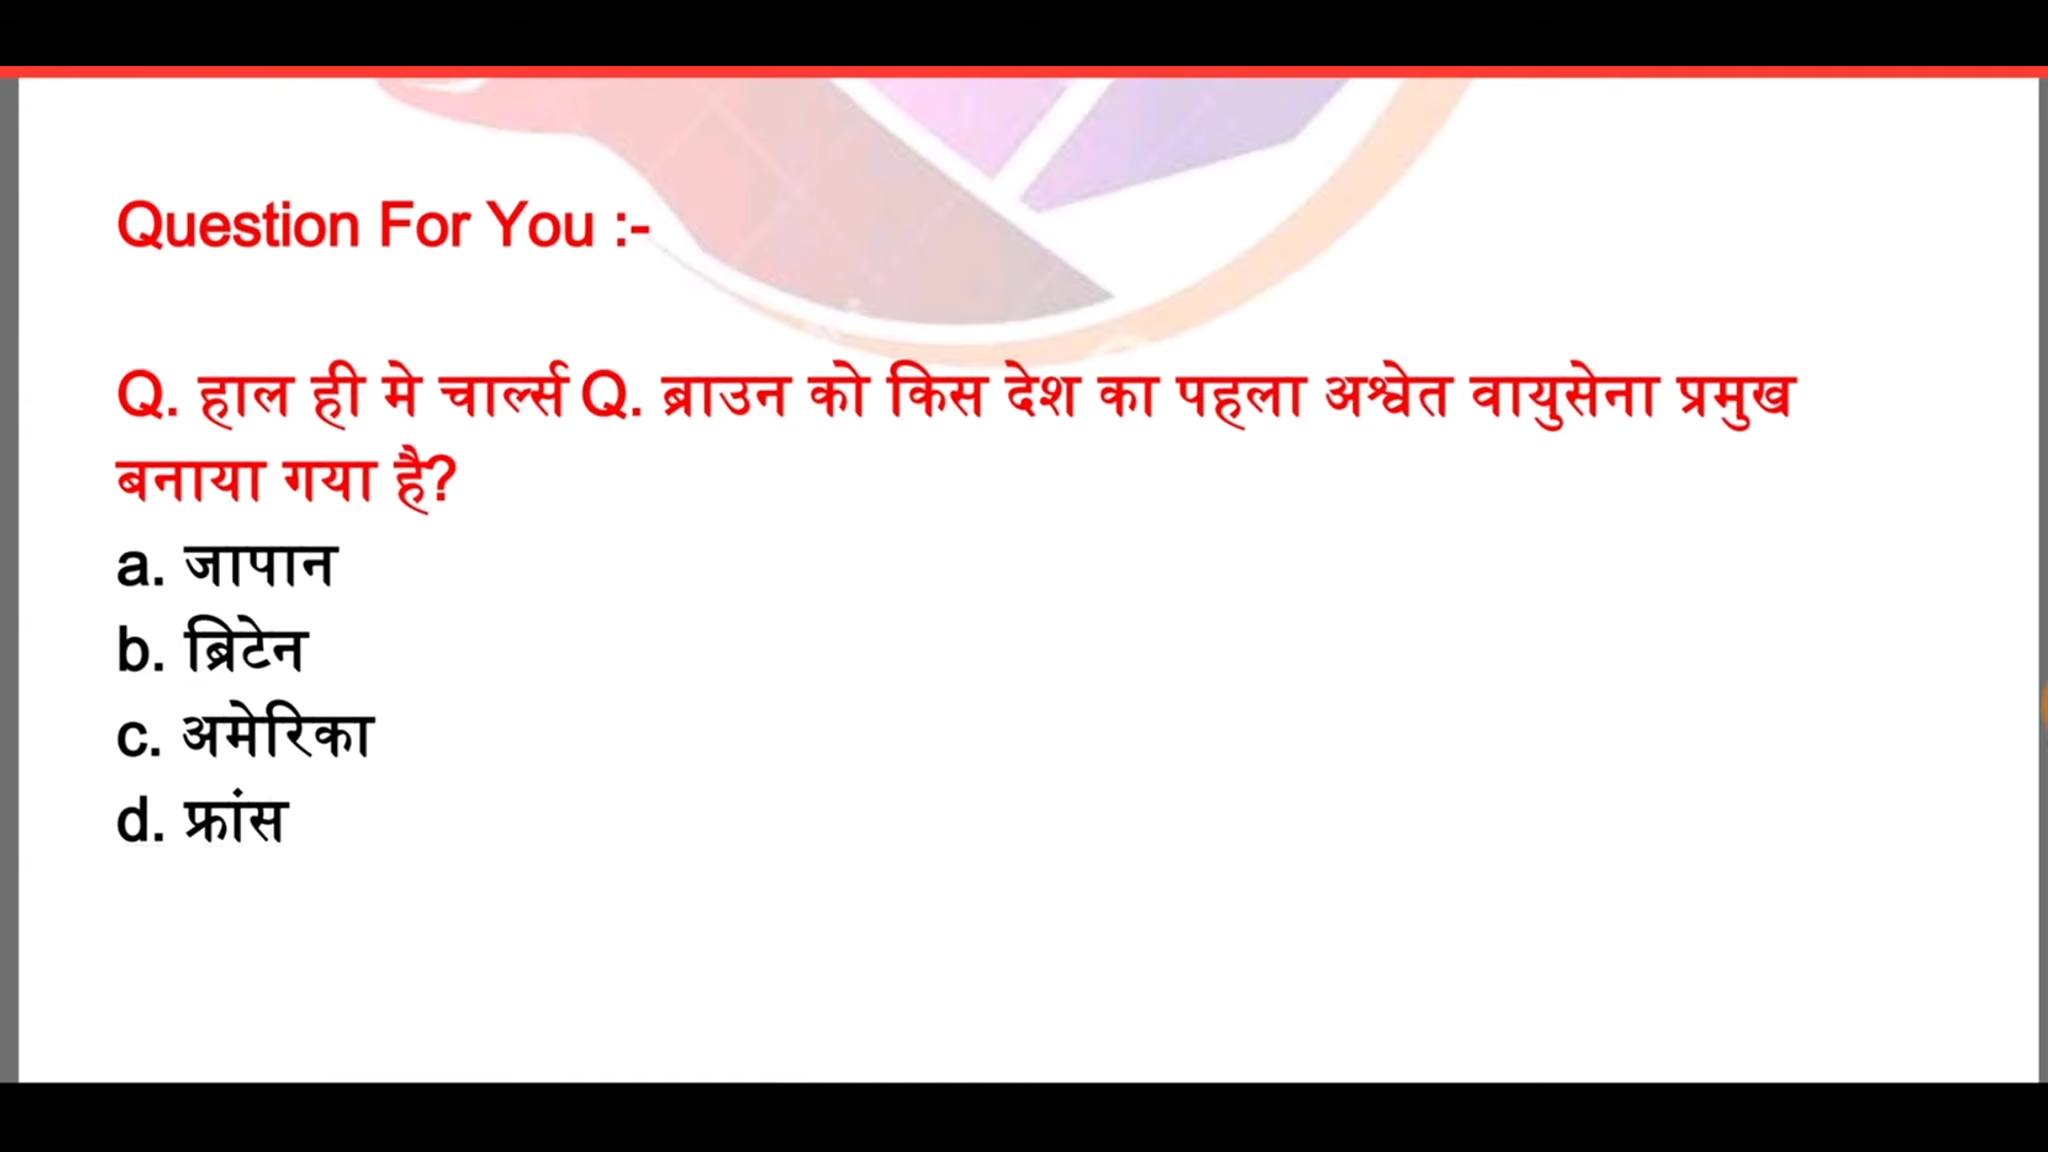 Question For You :-
Q. हाल ही मे चार्ल्स Q. ब्राउन को किस देश का पहला अश्वेत वायुसेना प्रमुख
बनाया गया है?
a. जापान
b. ब्रिटेन
c. अमेरिका
d. फ्रांस